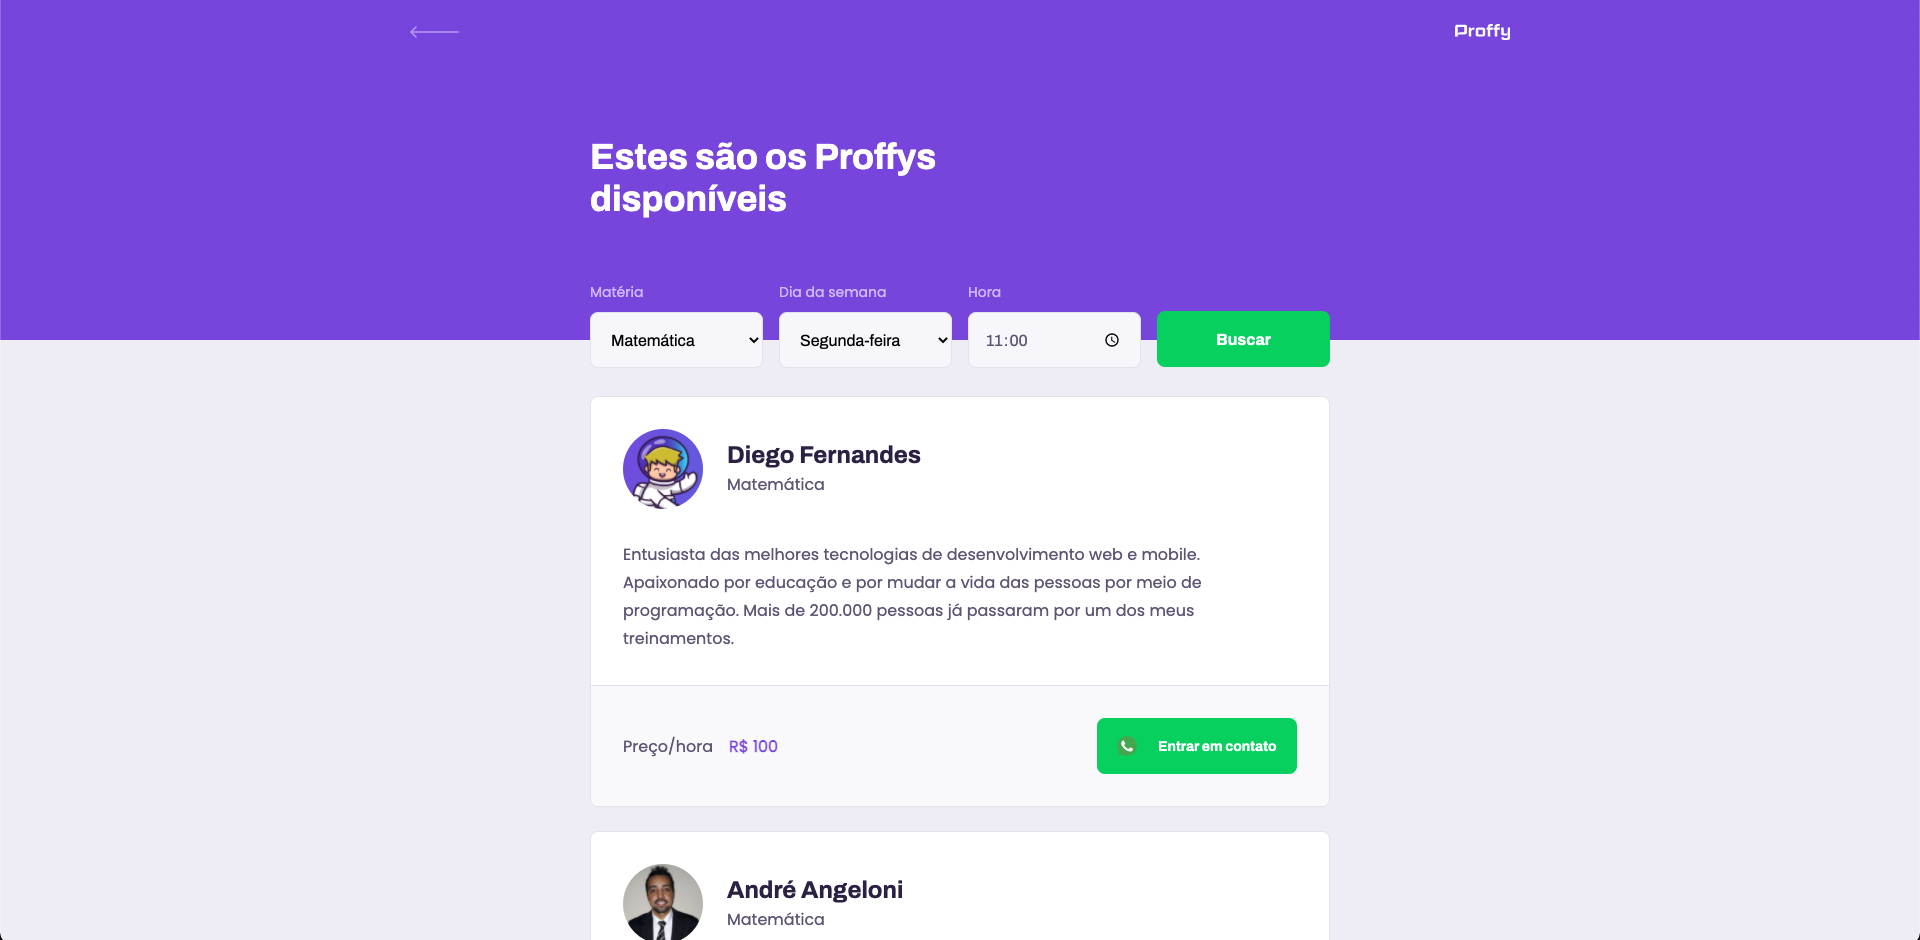 Proffy
Estes são os Proffys
disponíveis
Matéria
Dia da semana
Hora
Matemática
Segunda-feira
11:00
Buscar
Diego Fernandes
Matemática
Entusiasta das melhores tecnologias de desenvolvimento web e mobile.
Apaixonado por educação e por mudar a vida das pessoas por meio de
programação. Mais de 200.000 pessoas já passaram por um dos meus
treinamentos.
Preço/hora R$ 100
Entrar em contato
André Angeloni
Matemática